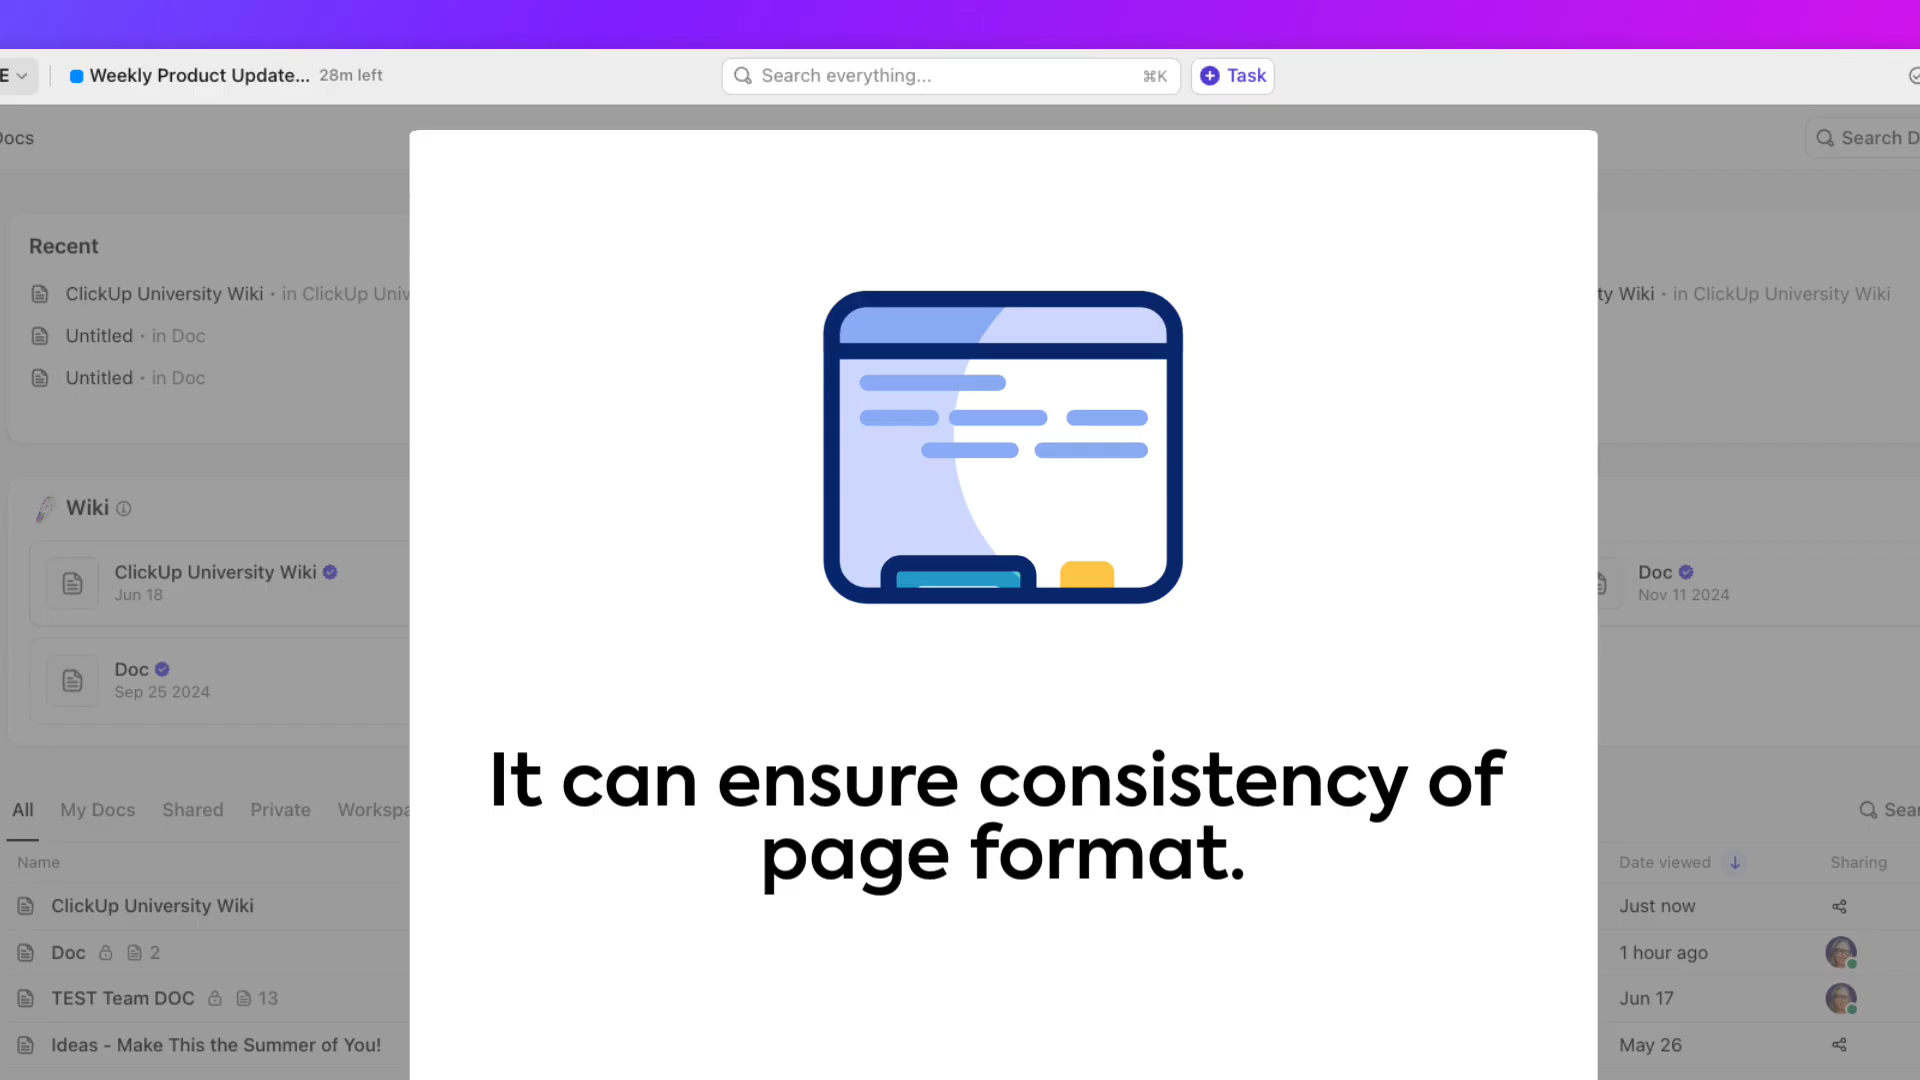 E
Weekly Product Update... 28m left
Search everything... ⌘K
Task
Docs
Search D
Recent
ClickUp University Wiki • in ClickUp Univ
Untitled • in Doc
Untitled • in Doc
ty Wiki • in ClickUp University Wiki
Wiki
ClickUp University Wiki
Jun 18
Doc
Sep 25 2024
Doc
Nov 11 2024
It can ensure consistency of
page format.
All My Docs Shared Private Workspa
Sear
Name Date viewed Sharing
ClickUp University Wiki Just now
Doc 2 1 hour ago
TEST Team DOC 13 Jun 17
Ideas - Make This the Summer of You! May 26